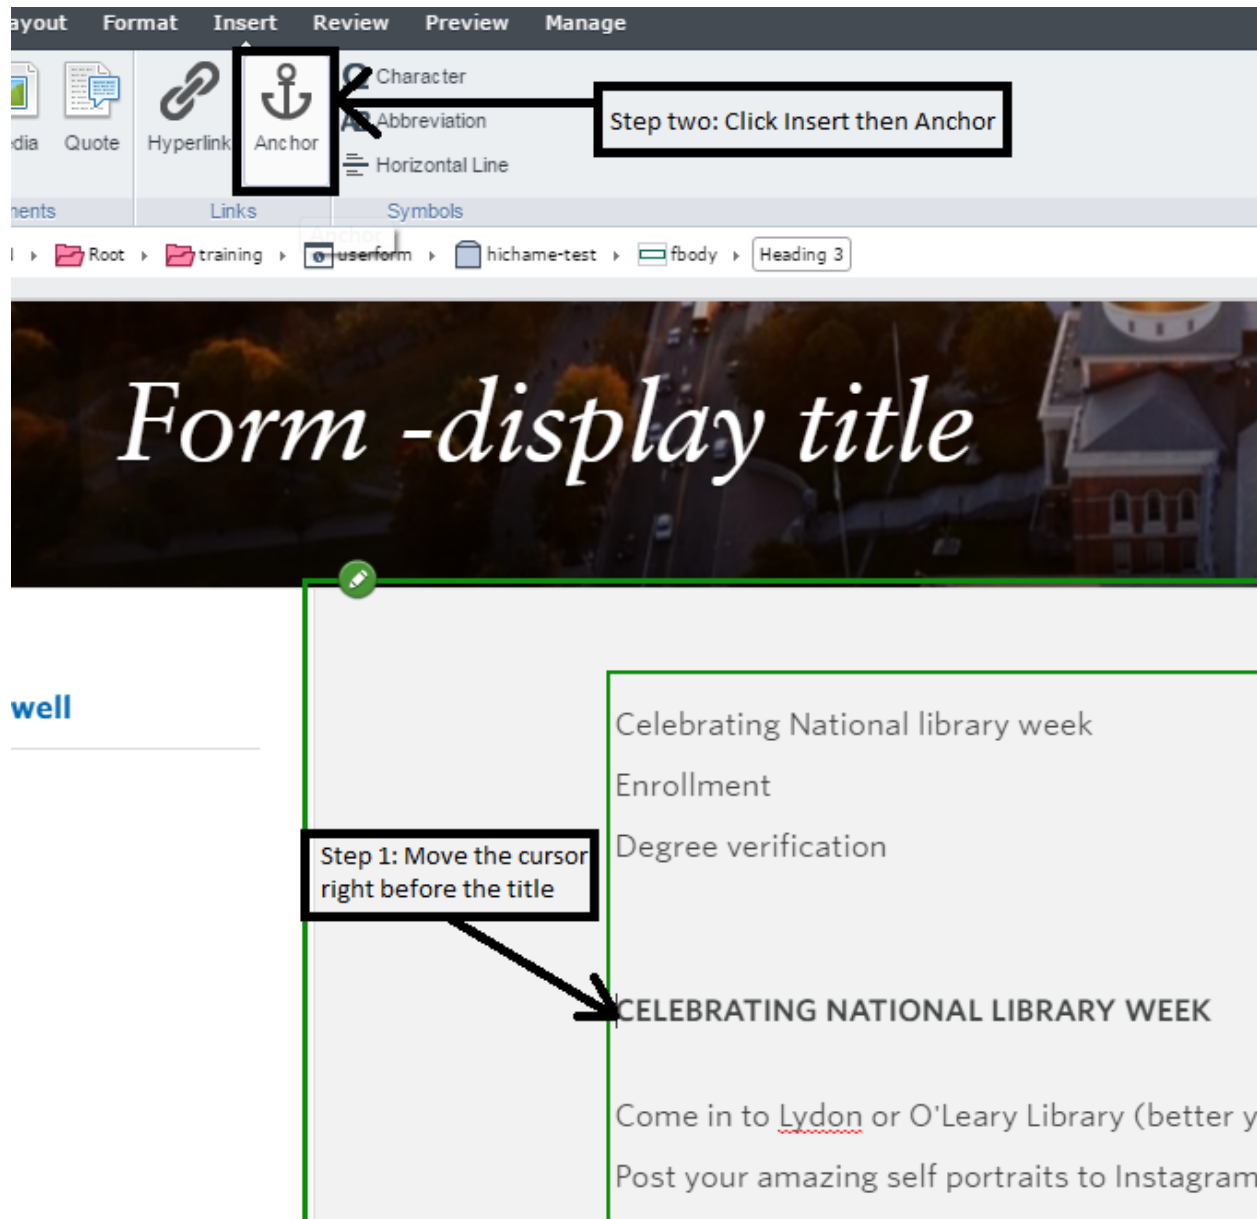 ayout Format Insert Review Preview Manage
Character
Abbreviation
Step two: Click Insert then Anchor
dia Quote Hyperlink Anchor
Horizontal Line
ments Links Symbols
Anchor
Root training userform hichame-test fbody Heading 3
Form -display title
well
Celebrating National library week
Enrollment
Degree verification
Step 1: Move the cursor
right before the title
CELEBRATING NATIONAL LIBRARY WEEK
Come in to Lydon or O'Leary Library (better y
Post your amazing self portraits to Instagram